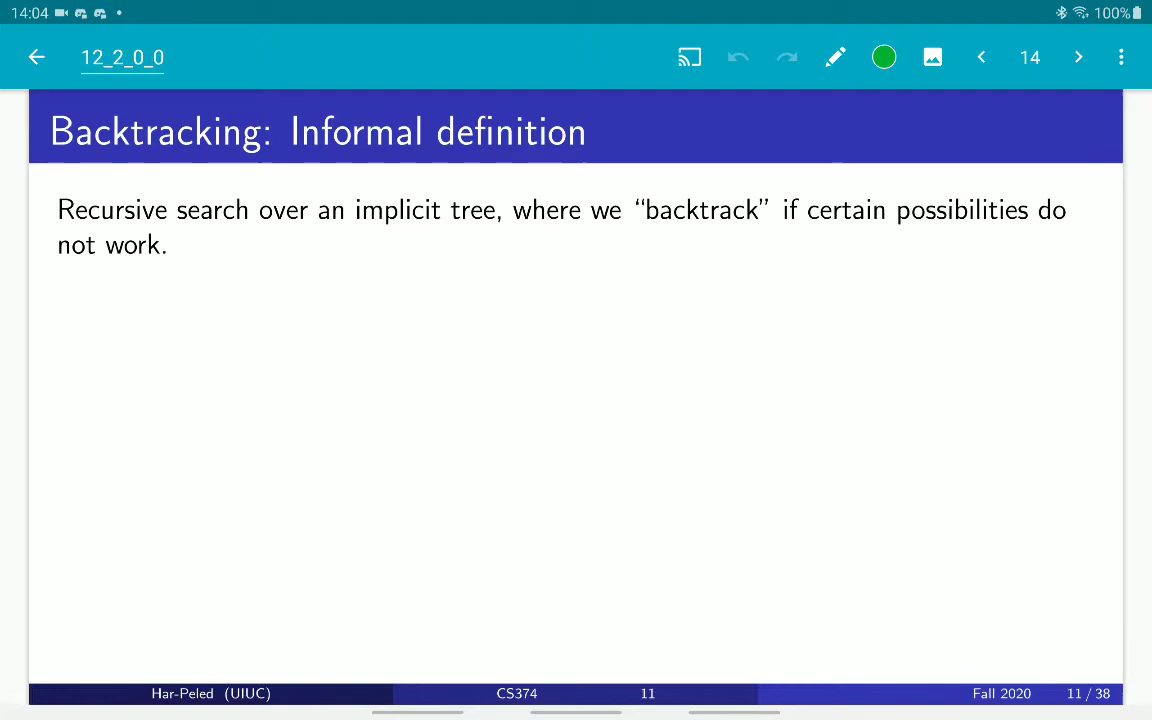 14:04
100%
12_2_0_0
14
Backtracking: Informal definition
Recursive search over an implicit tree, where we “backtrack” if certain possibilities do
not work.
Har-Peled (UIUC)
CS374
11
Fall 2020
11 / 38